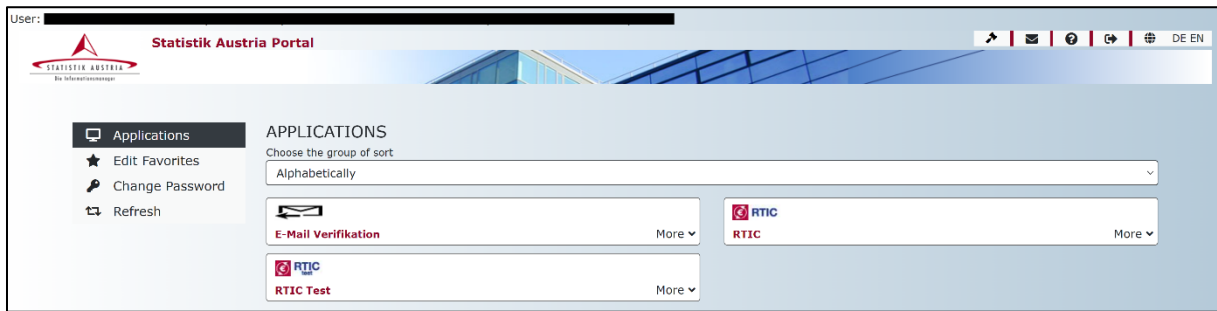 User:
Statistik Austria Portal
DE EN
STATISTIK AUSTRIA
Die Informationsmanager
Applications
Edit Favorites
Change Password
Refresh
APPLICATIONS
Choose the group of sort
Alphabetically
E-Mail Verifikation
More
RTIC
RTIC
More
RTIC
test
RTIC Test
More